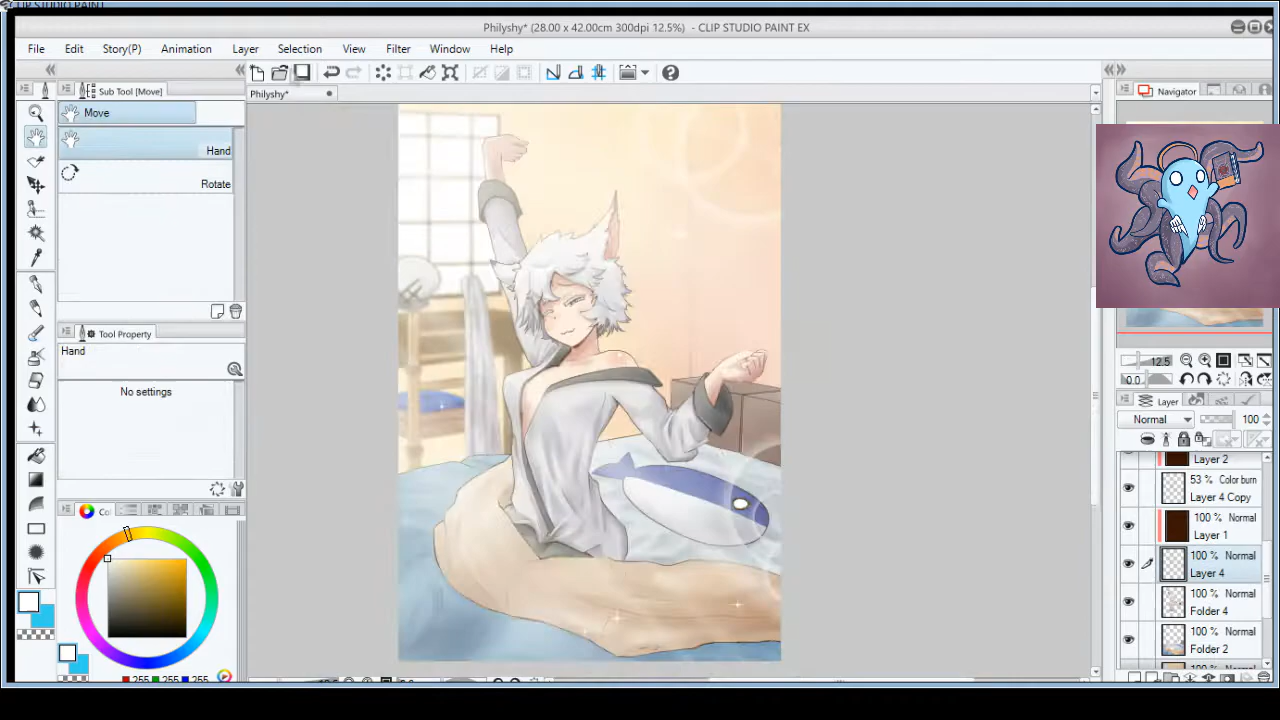 CLIP STUDIO PAINT
Philyshy* (28.00 x 42.00cm 300dpi 12.5%) - CLIP STUDIO PAINT EX
File Edit Story(P) Animation Layer Selection View Filter Window Help
Sub Tool [Move]
Philyshy*
Navigator
Move
Hand
Rotate
Tool Property
Hand
No settings
12.5
0.0
Layer
Normal 100
Layer 2
53 % Color burn
Layer 4 Copy
100 % Normal
Layer 1
100 % Normal
Layer 4
100 % Normal
Folder 4
100 % Normal
Folder 2
Co
255 255 255